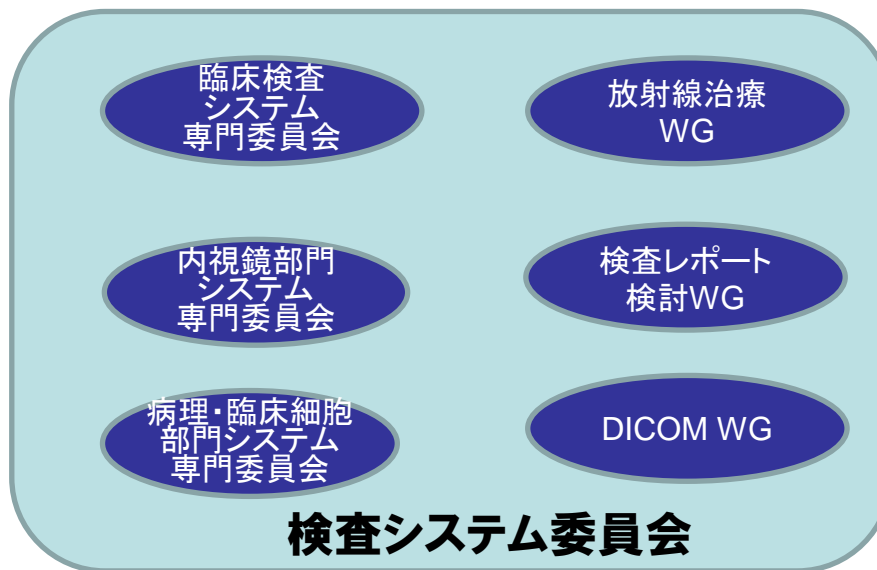 臨床検査
システム
専門委員会
放射線治療
WG
内視鏡部門
システム
専門委員会
検査レポート
検討WG
病理・臨床細胞
部門システム
専門委員会
DICOM WG
検査システム委員会